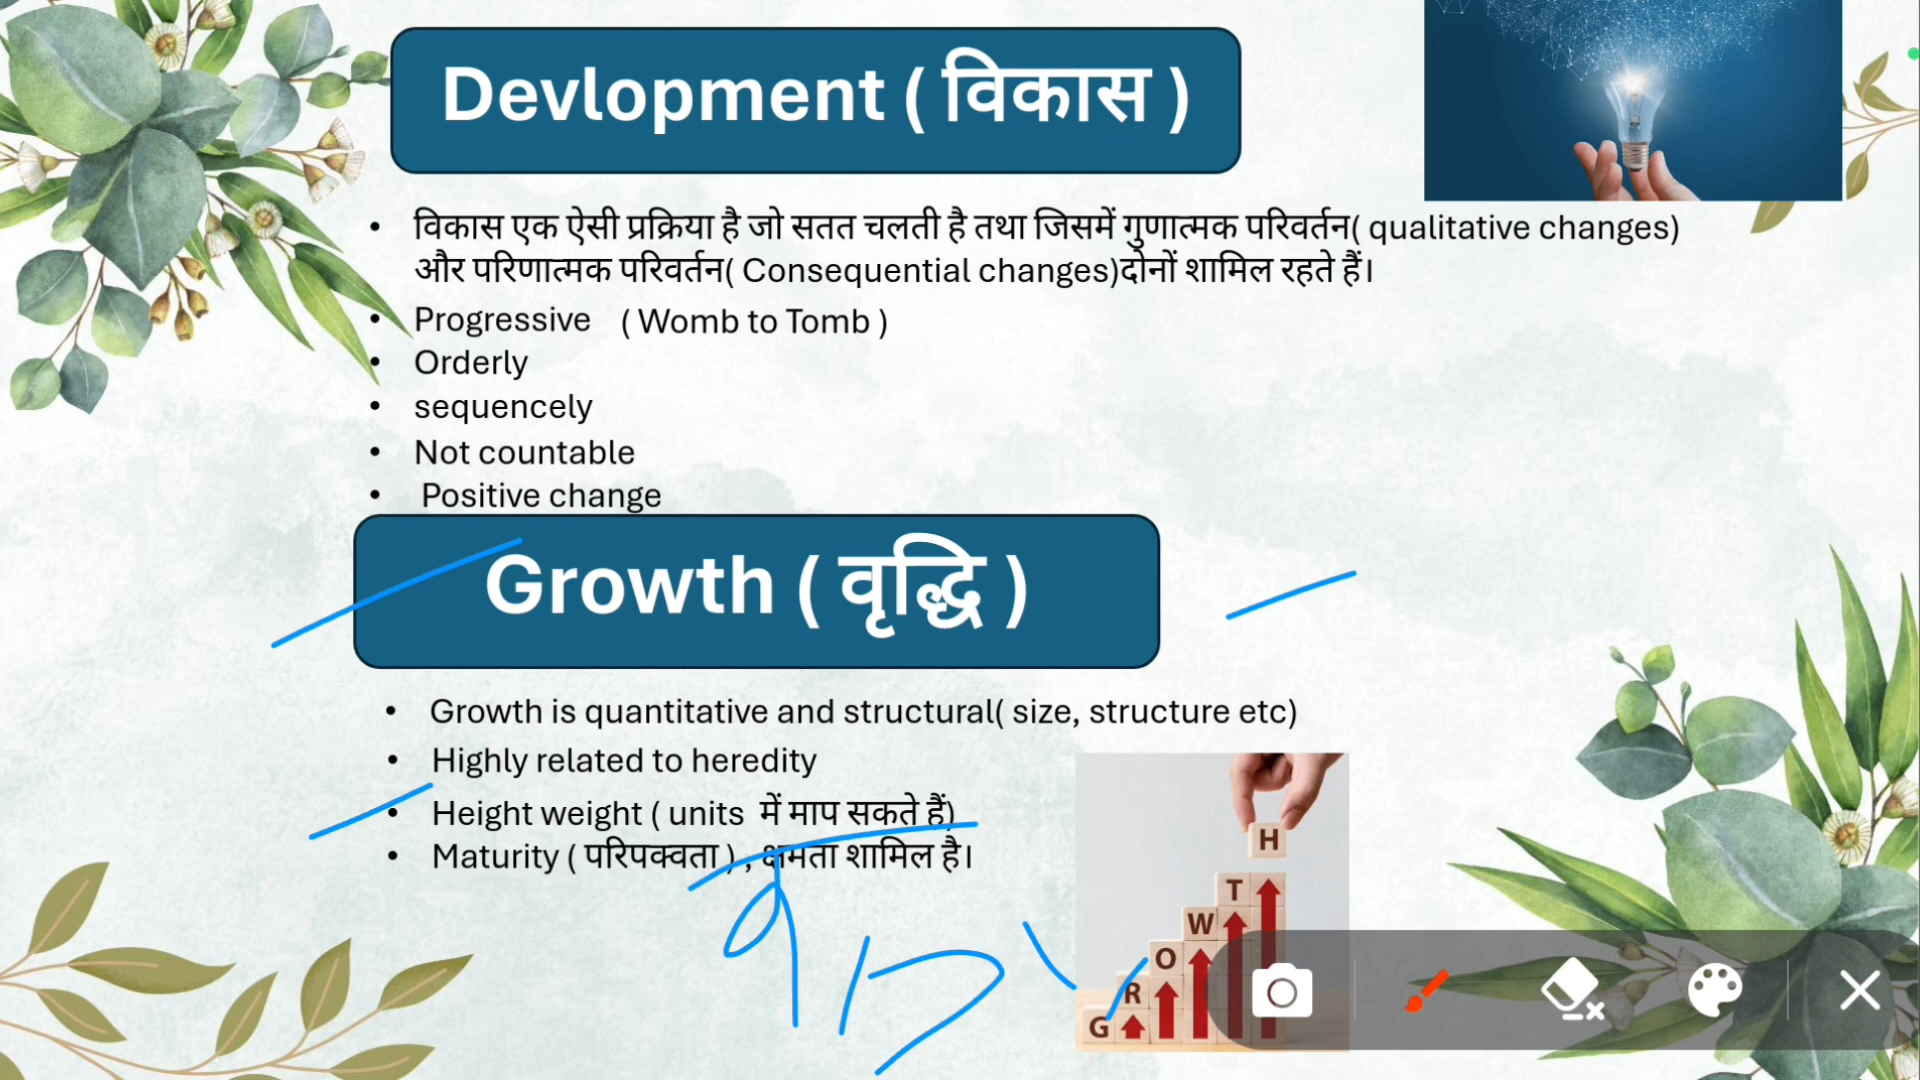 Devlopment ( विकास )
• विकास एक ऐसी प्रक्रिया है जो सतत चलती है तथा जिसमें गुणात्मक परिवर्तन( qualitative changes)
और परिणात्मक परिवर्तन( Consequential changes)दोनों शामिल रहते हैं।
• Progressive ( Womb to Tomb )
• Orderly
• sequencely
• Not countable
• Positive change
Growth ( वृद्धि )
• Growth is quantitative and structural( size, structure etc)
• Highly related to heredity
• Height weight ( units में माप सकते हैं)
• Maturity ( परिपक्वता ) , क्षमता शामिल है।
H
T
W
O
R
G